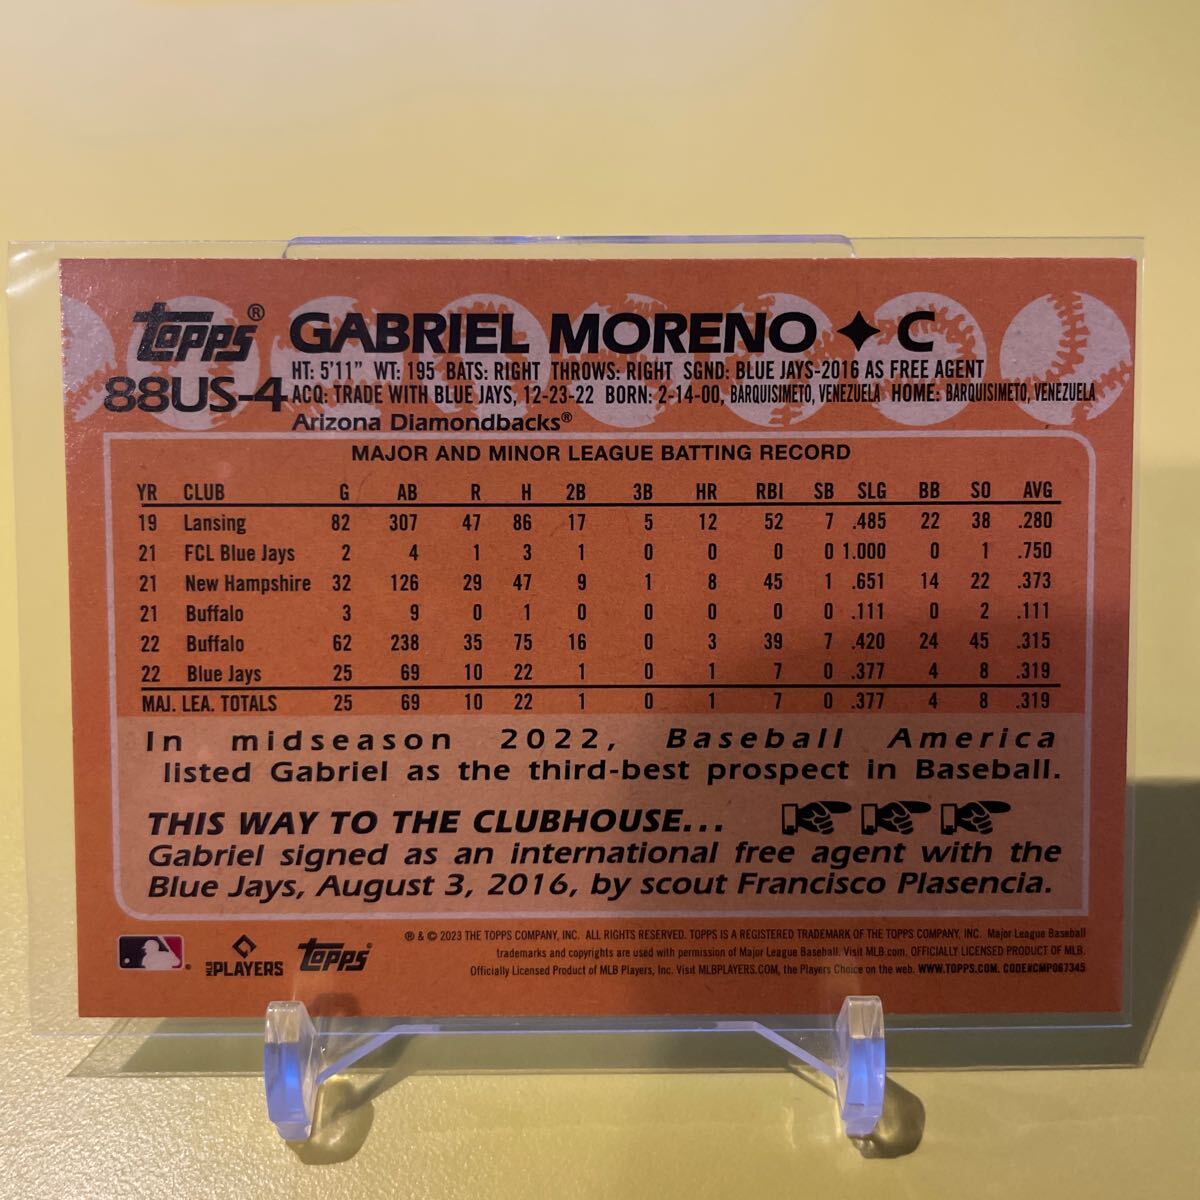 Topps® GABRIEL MORENO ✦ C
88US-4
HT: 5'11" WT: 195 BATS: RIGHT THROWS: RIGHT SGND: BLUE JAYS-2016 AS FREE AGENT
ACQ: TRADE WITH BLUE JAYS, 12-23-22 BORN: 2-14-00, BARQUISIMETO, VENEZUELA HOME: BARQUISIMETO, VENEZUELA
Arizona Diamondbacks®
MAJOR AND MINOR LEAGUE BATTING RECORD
YR CLUB G AB R H 2B 3B HR RBI SB SLG BB SO AVG
19 Lansing 82 307 47 86 17 5 12 52 7 .485 22 38 .280
21 FCL Blue Jays 2 4 1 3 1 0 0 0 0 1.000 0 1 .750
21 New Hampshire 32 126 29 47 9 1 8 45 1 .651 14 22 .373
21 Buffalo 3 9 0 1 0 0 0 0 0 .111 0 2 .111
22 Buffalo 62 238 35 75 16 0 3 39 7 .420 24 45 .315
22 Blue Jays 25 69 10 22 1 0 1 7 0 .377 4 8 .319
MAJ. LEA. TOTALS 25 69 10 22 1 0 1 7 0 .377 4 8 .319
In midseason 2022, Baseball America
listed Gabriel as the third-best prospect in Baseball.
THIS WAY TO THE CLUBHOUSE...
Gabriel signed as an international free agent with the
Blue Jays, August 3, 2016, by scout Francisco Plasencia.
® & © 2023 THE TOPPS COMPANY, INC. ALL RIGHTS RESERVED. TOPPS IS A REGISTERED TRADEMARK OF THE TOPPS COMPANY, INC. Major League Baseball
trademarks and copyrights are used with permission of Major League Baseball. Visit MLB.com. OFFICIALLY LICENSED PRODUCT OF MLB.
Officially Licensed Product of MLB Players, Inc. Visit MLBPLAYERS.COM, the Players Choice on the web. WWW.TOPPS.COM. CODE#CMP067345
MLB PLAYERS
Topps®